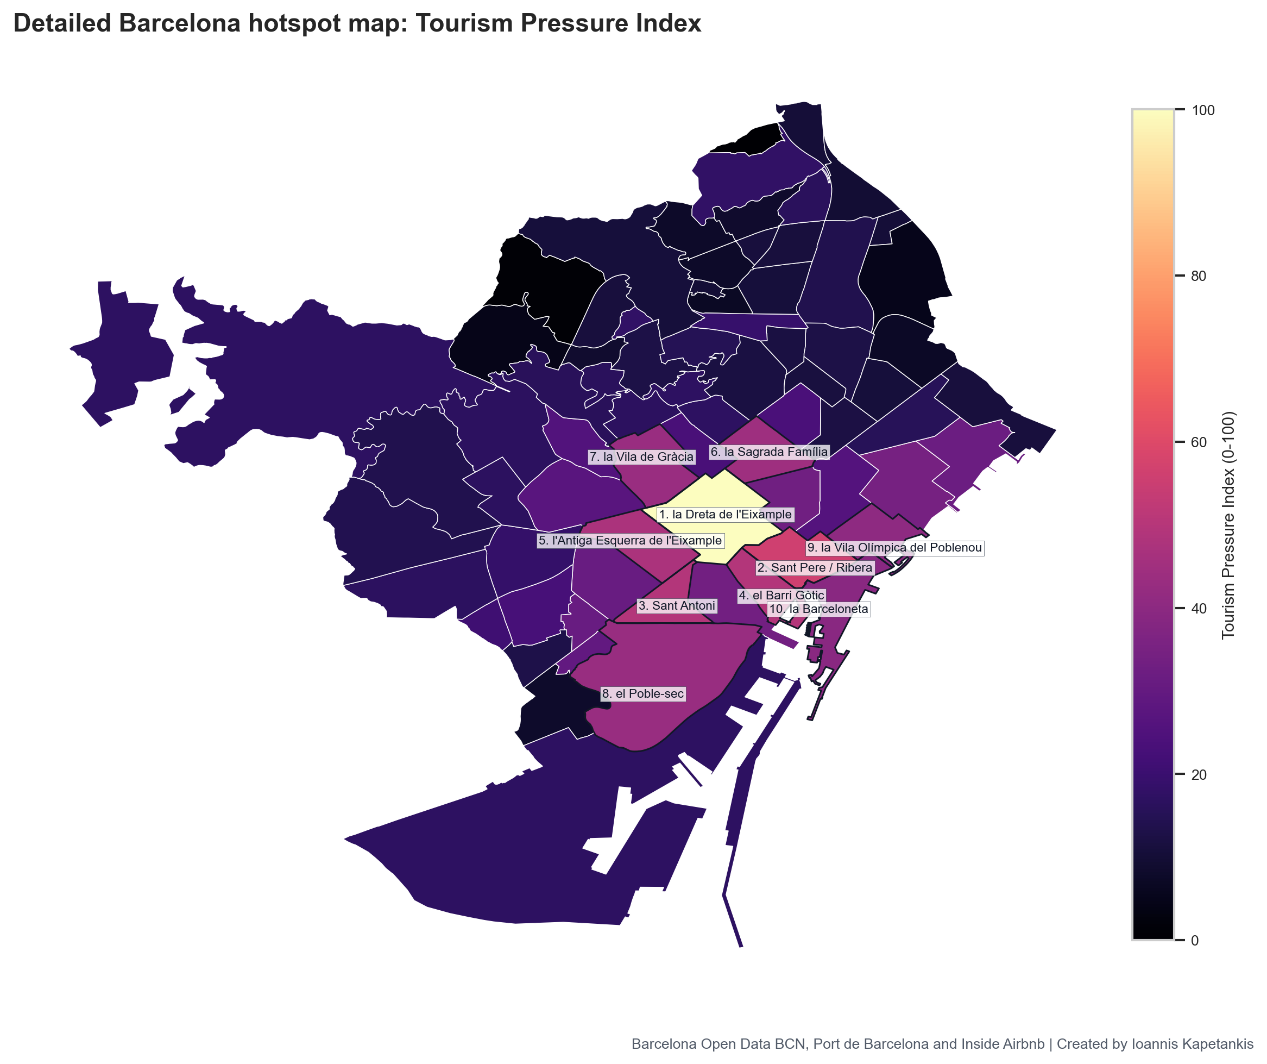 Detailed Barcelona hotspot map: Tourism Pressure Index
100
80
60
40
20
0
Tourism Pressure Index (0-100)
6. la Sagrada Família
7. la Vila de Gràcia
1. la Dreta de l'Eixample
5. l'Antiga Esquerra de l'Eixample
9. la Vila Olímpica del Poblenou
2. Sant Pere / Ribera
4. el Barri Gòtic
3. Sant Antoni
10. la Barceloneta
8. el Poble-sec
Barcelona Open Data BCN, Port de Barcelona and Inside Airbnb | Created by Ioannis Kapetankis